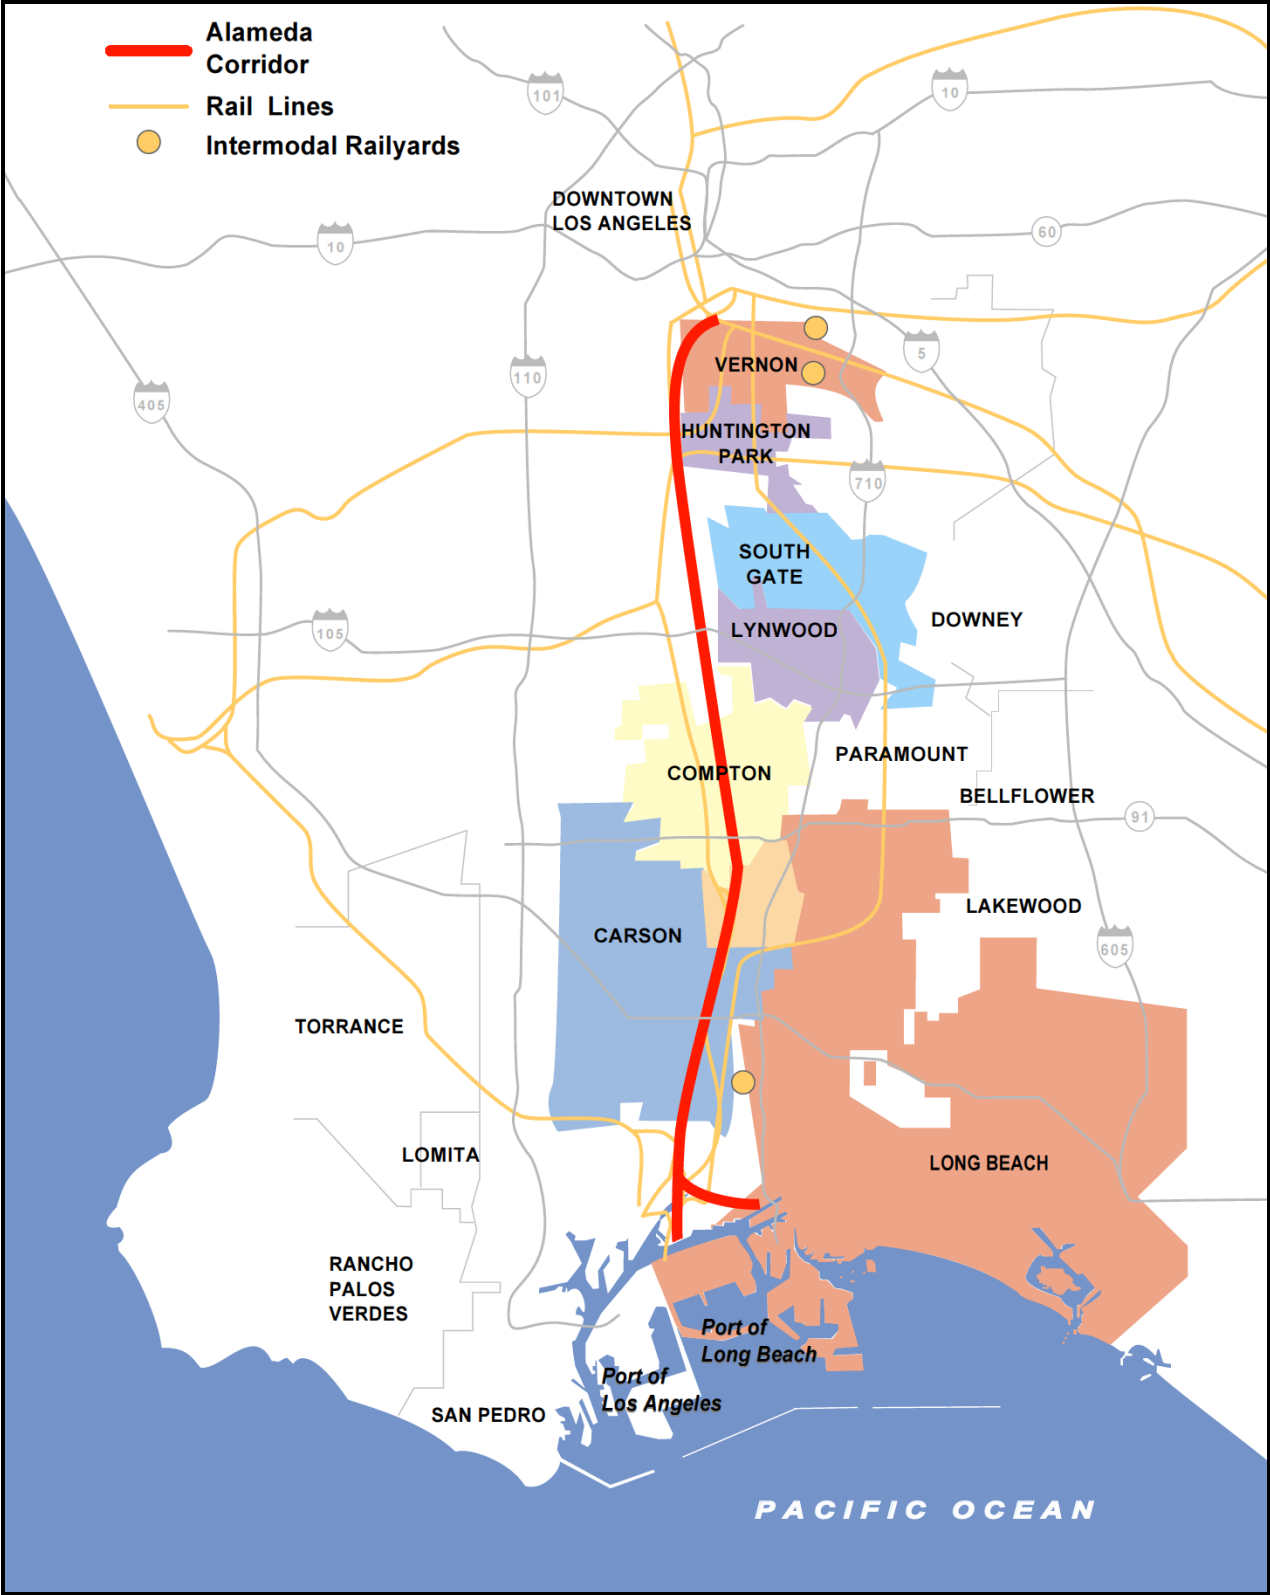 Alameda
Corridor
Rail Lines
Intermodal Railyards
101
10
DOWNTOWN
LOS ANGELES
10
60
5
110
405
VERNON
HUNTINGTON
PARK
710
SOUTH
GATE
105
LYNWOOD
DOWNEY
PARAMOUNT
COMPTON
BELLFLOWER
91
LAKEWOOD
CARSON
605
TORRANCE
LOMITA
LONG BEACH
RANCHO
PALOS
VERDES
Port of
Long Beach
Port of
Los Angeles
SAN PEDRO
PACIFIC OCEAN